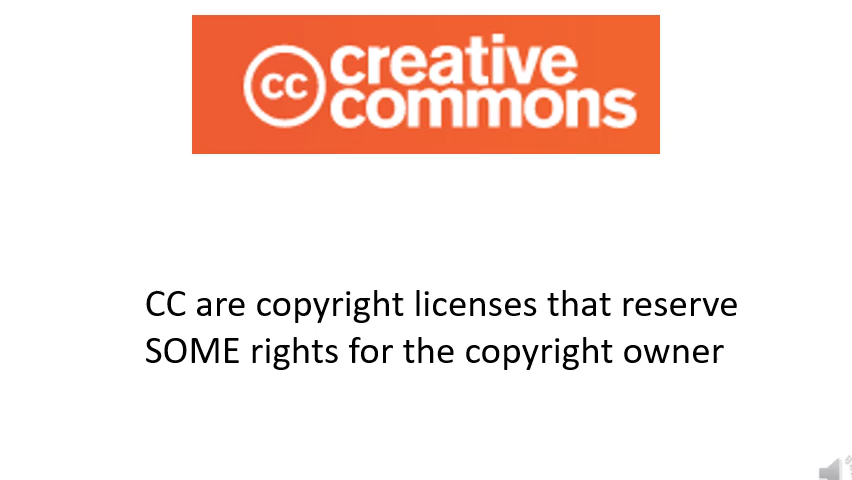 cc creative
commons
CC are copyright licenses that reserve
SOME rights for the copyright owner